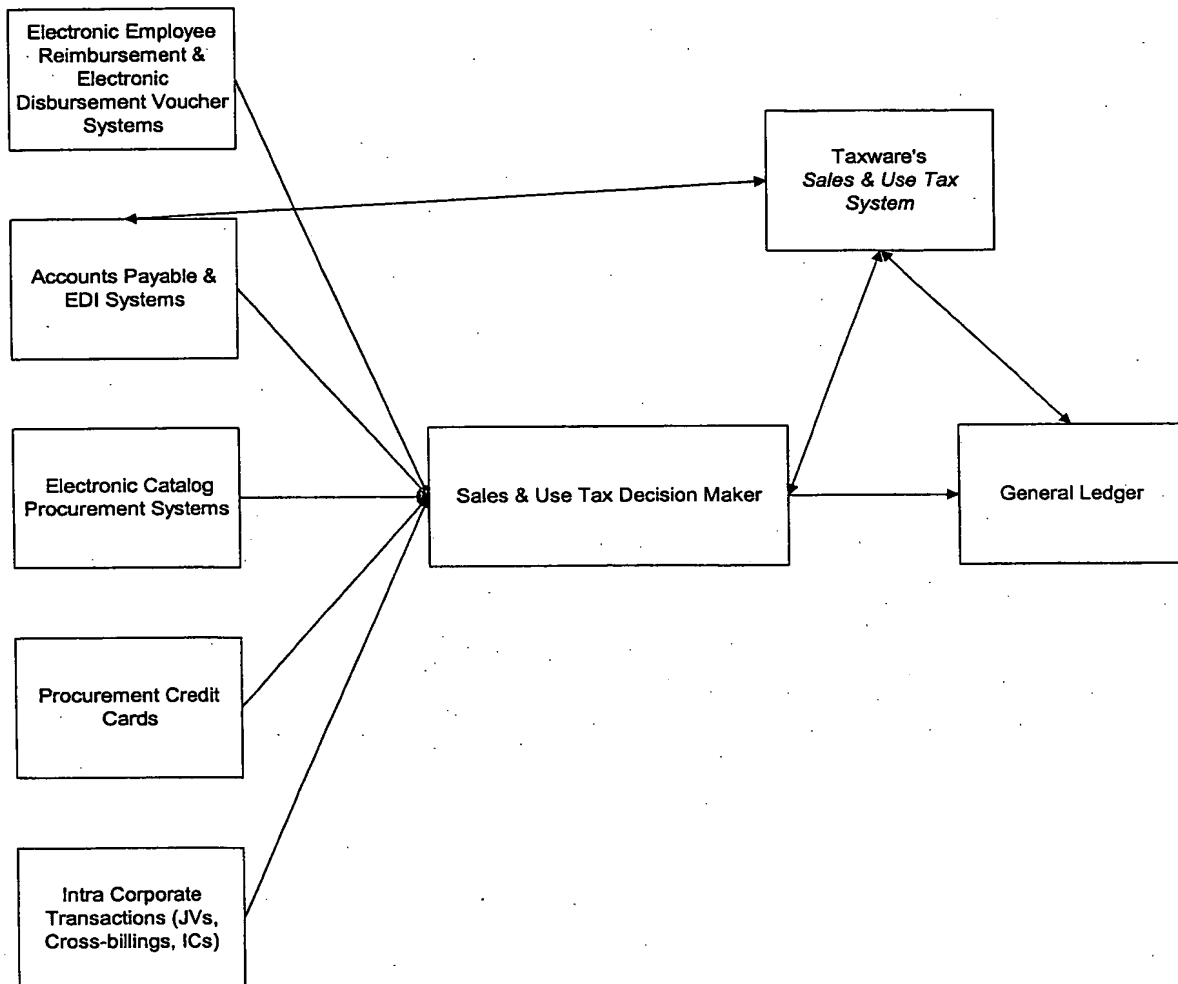 Electronic Employee
Reimbursement &
Electronic
Disbursement Voucher
Systems
Taxware's
Sales & Use Tax
System
Accounts Payable &
EDI Systems
Electronic Catalog
Procurement Systems
Sales & Use Tax Decision Maker
General Ledger
Procurement Credit
Cards
Intra Corporate
Transactions (JVs,
Cross-billings, ICs)